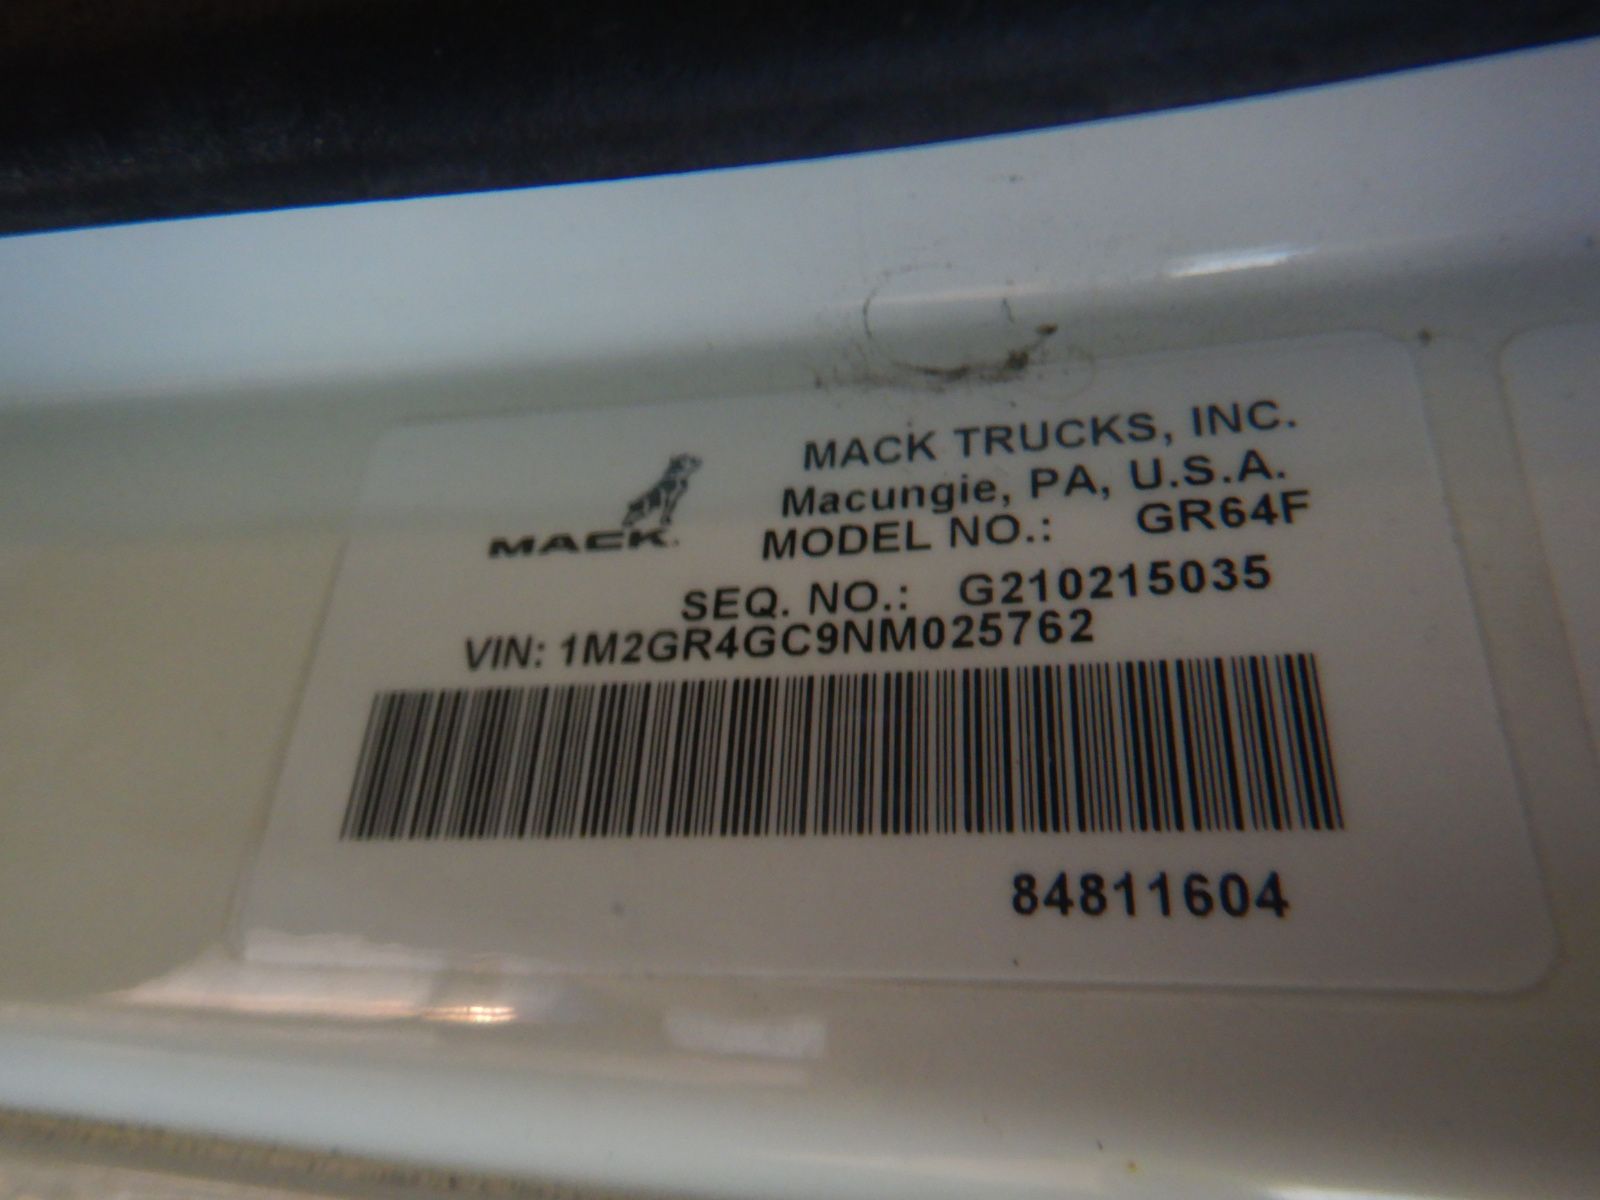 MACK TRUCKS, INC.
Macungie, PA, U.S.A.
MACK
MODEL NO.: GR64F
SEQ. NO.: G210215035
VIN: 1M2GR4GC9NM025762
84811604